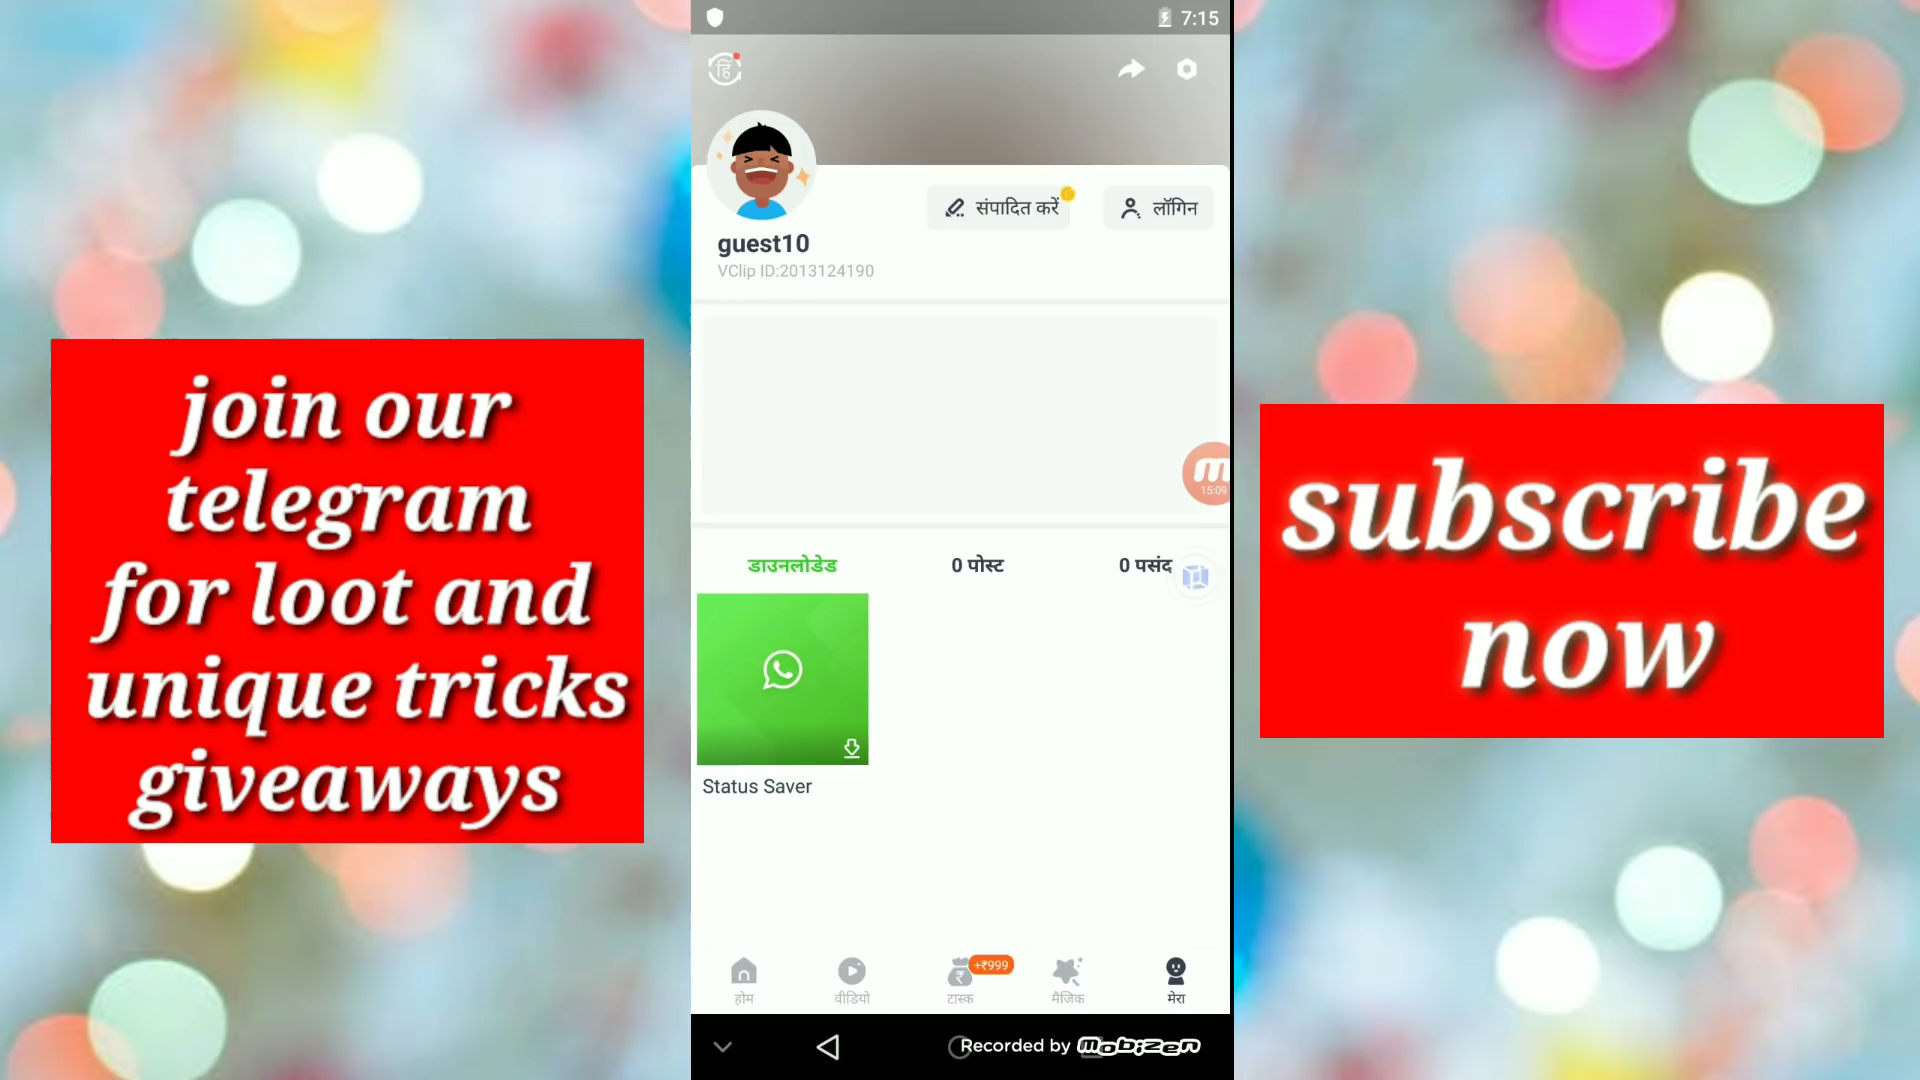 join our
telegram
for loot and
unique tricks
giveaways
7:15
हिं
संपादित करें
लॉगिन
guest10
VClip ID:2013124190
15:09
डाउनलोडेड
0 पोस्ट
0 पसंद
Status Saver
+₹999
होम
वीडियो
टास्क
मैजिक
मेरा
Recorded by mobizen
subscribe
now